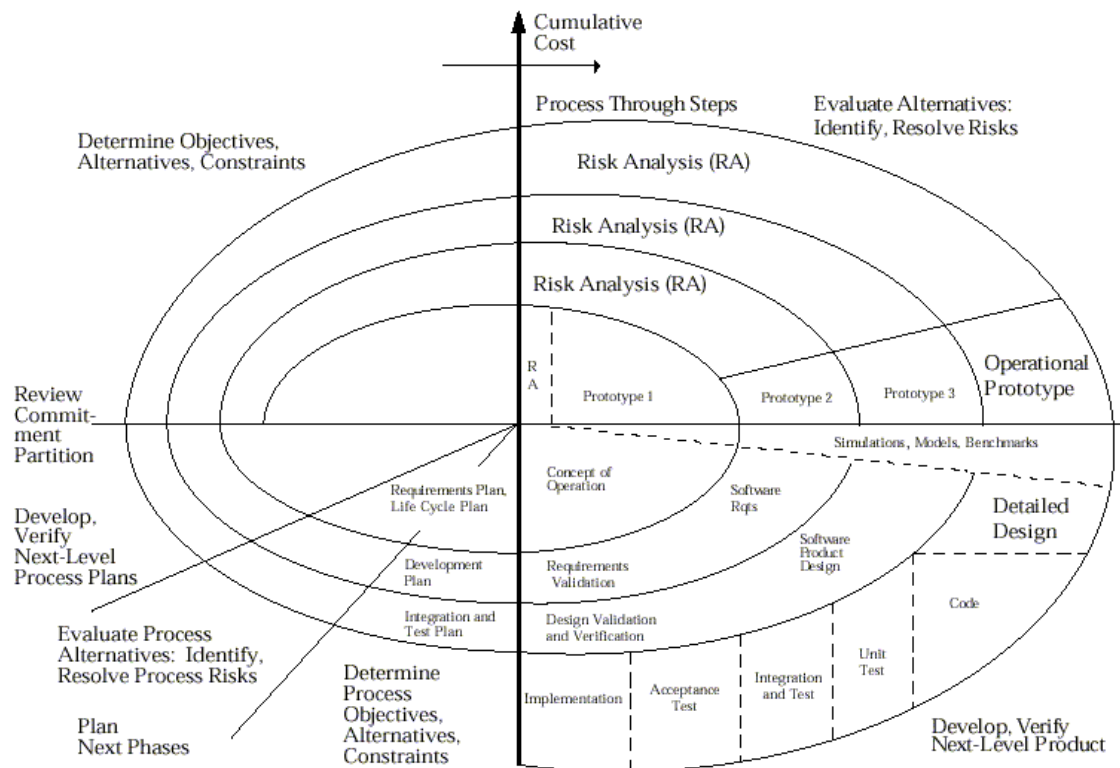 Cumulative
Cost
Process Through Steps
Evaluate Alternatives:
Identify, Resolve Risks
Determine Objectives,
Alternatives, Constraints
Risk Analysis (RA)
Risk Analysis (RA)
Risk Analysis (RA)
R
A
Prototype 1
Prototype 2
Prototype 3
Operational
Prototype
Review
Commit-
ment
Partition
Simulations, Models, Benchmarks
Requirements Plan,
Life Cycle Plan
Concept of
Operation
Software
Rqts
Detailed
Design
Develop,
Verify
Next-Level
Process Plans
Development
Plan
Requirements
Validation
Software
Product
Design
Code
Integration and
Test Plan
Design Validation
and Verification
Evaluate Process
Alternatives: Identify,
Resolve Process Risks
Determine
Process
Objectives,
Alternatives,
Constraints
Implementation
Acceptance
Test
Integration
and Test
Unit
Test
Plan
Next Phases
Develop, Verify
Next-Level Product